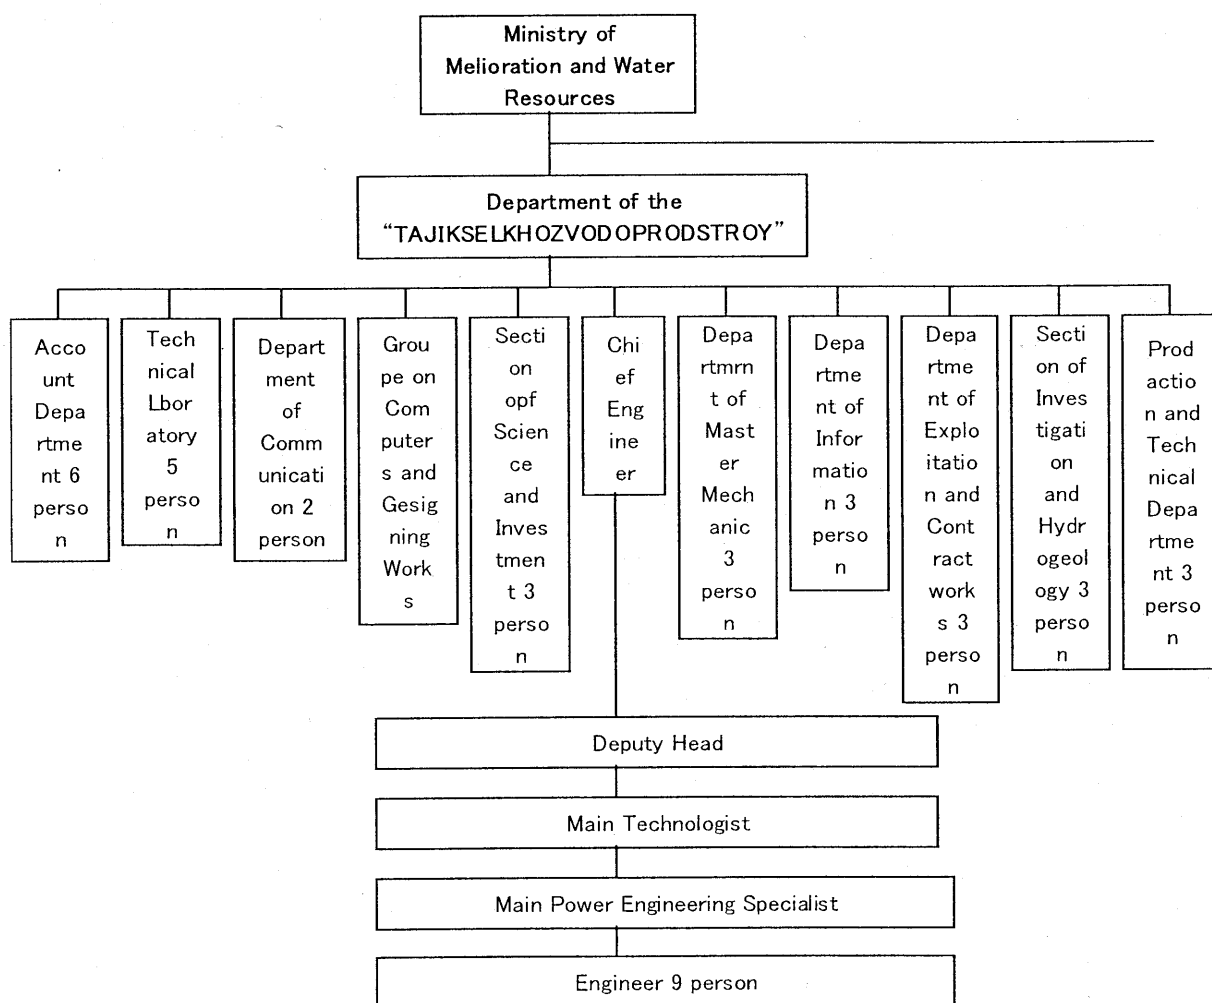 Ministry of
Melioration and Water
Resources
Department of the
“TAJIKSELKHOZVODOPRODSTROY”
Acco
unt
Depa
rtme
nt 6
perso
n
Tech
nical
Lbor
atory
5
perso
n
Depart
ment
of
Comm
unicati
on 2
person
Grou
pe on
Com
puter
s and
Gesig
ning
Work
s
Secti
on
opf
Scien
ce
and
Inves
tmen
t 3
perso
n
Chi
ef
Eng
ine
er
Depa
rtmrn
t of
Mast
er
Mech
anic
3
perso
n
Depa
rtme
nt of
Infor
matio
n 3
perso
n
Depa
rtme
nt of
Explo
itatio
n and
Cont
ract
work
s 3
perso
n
Secti
on of
Inves
tigati
on
and
Hydr
ogeol
ogy 3
perso
n
Prod
actio
n and
Tech
nical
Depa
rtme
nt 3
perso
n
Deputy Head
Main Technologist
Main Power Engineering Specialist
Engineer 9 person